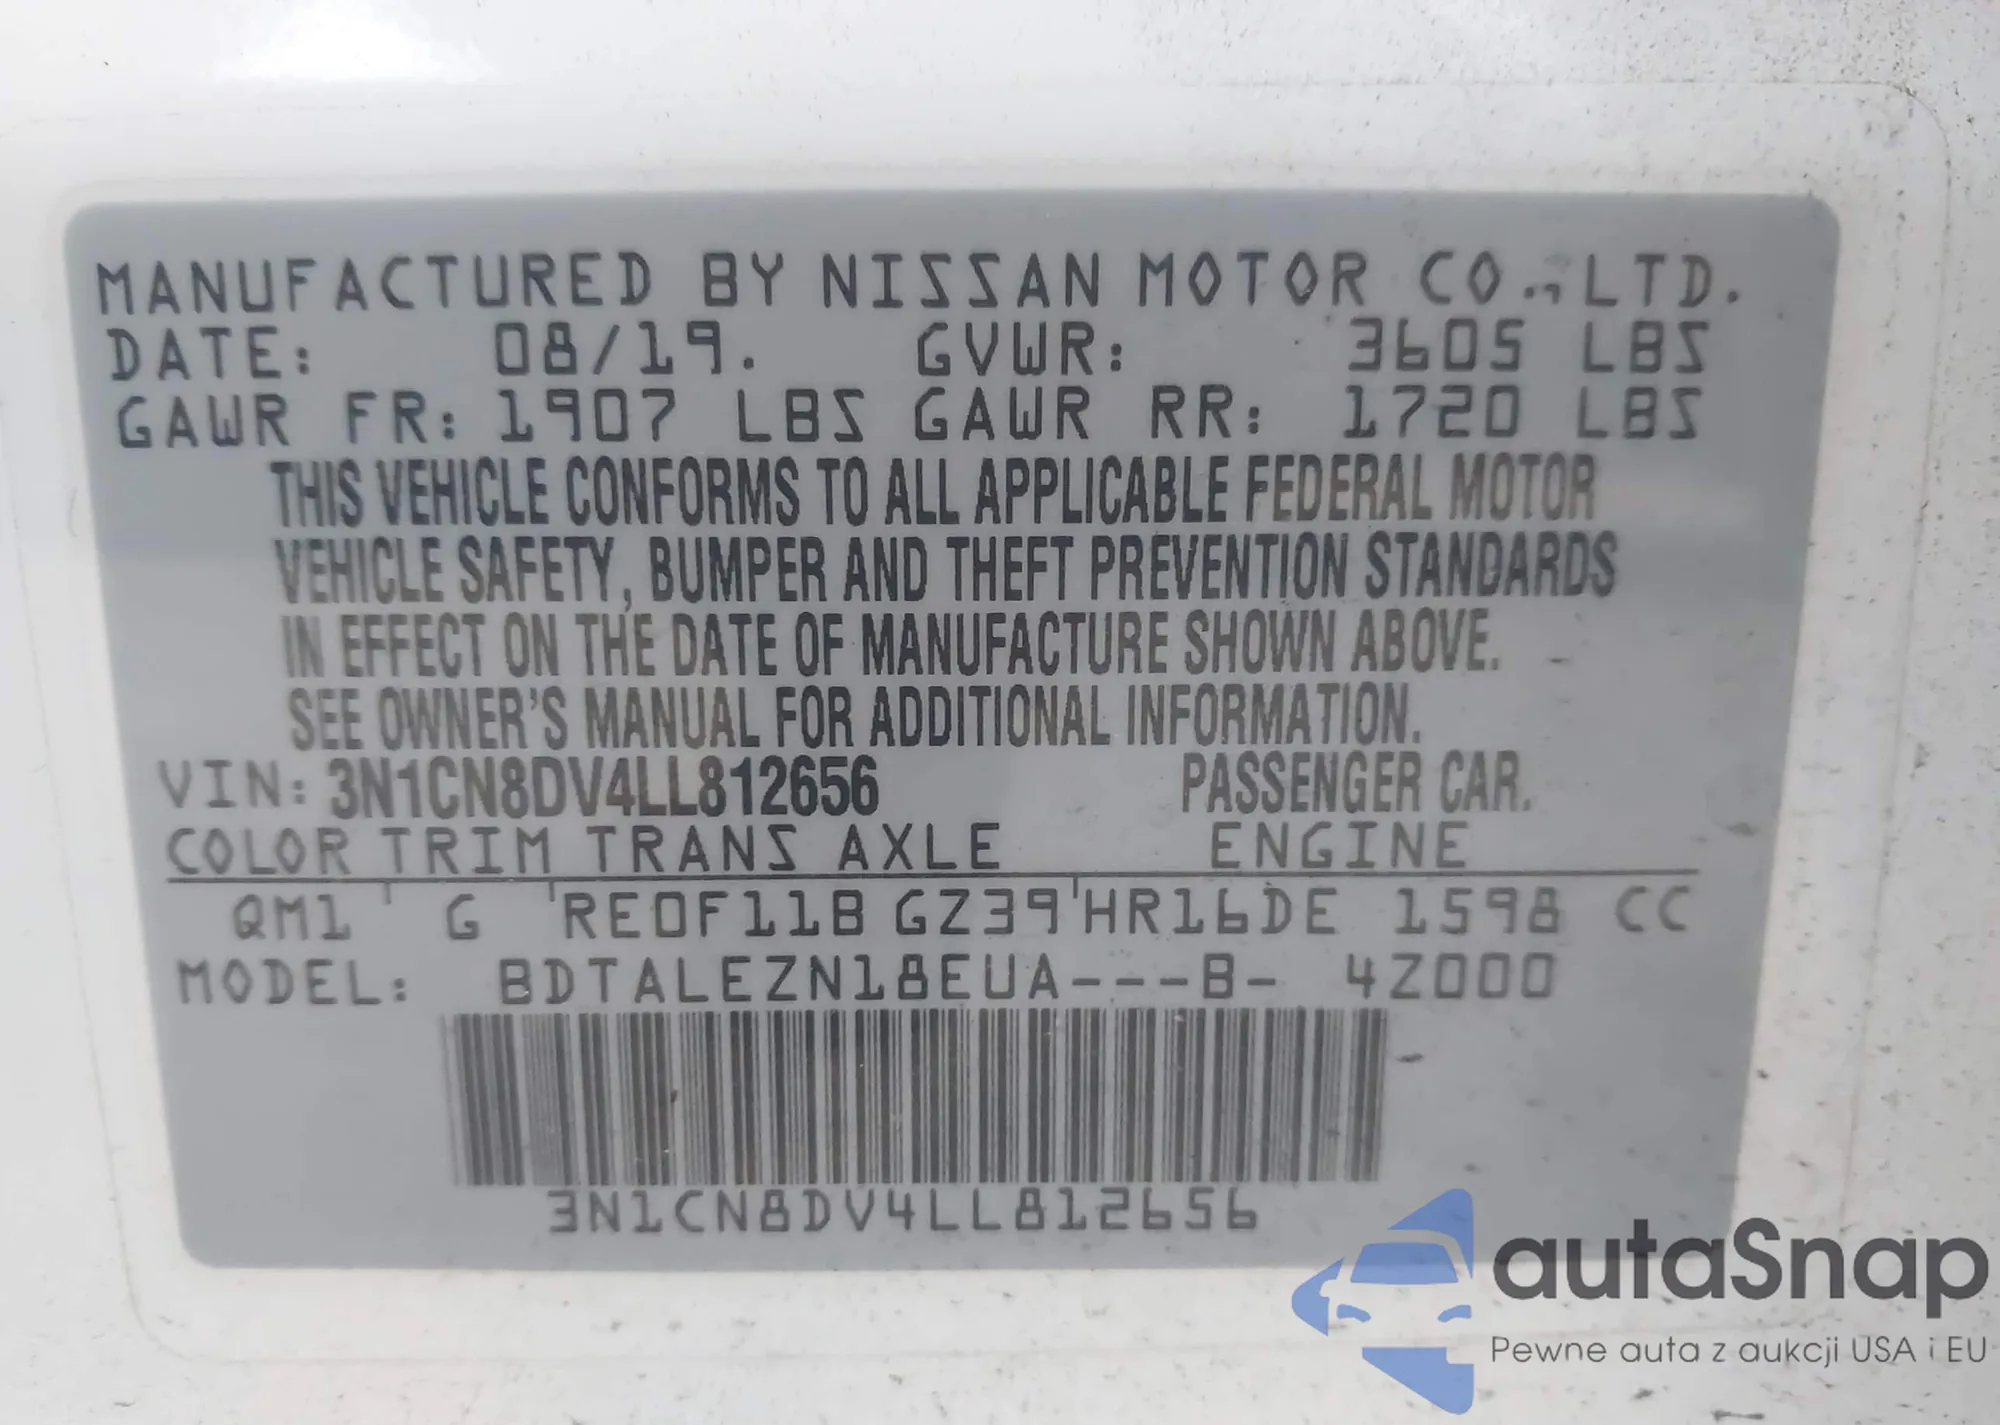 MANUFACTURED BY NISSAN MOTOR CO., LTD.
DATE: 08/19. GVWR: 3605 LBS
GAWR FR: 1907 LBS GAWR RR: 1720 LBS
THIS VEHICLE CONFORMS TO ALL APPLICABLE FEDERAL MOTOR
VEHICLE SAFETY, BUMPER AND THEFT PREVENTION STANDARDS
IN EFFECT ON THE DATE OF MANUFACTURE SHOWN ABOVE.
SEE OWNER'S MANUAL FOR ADDITIONAL INFORMATION.
VIN: 3N1CN8DV4LL812656 PASSENGER CAR.
COLOR TRIM TRANS AXLE ENGINE
QM1 G RE0F11B GZ39 HR16DE 1598 CC
MODEL: BDTALEZN18EUA---B- 4Z000
3N1CN8DV4LL812656
autaSnap
Pewne auta z aukcji USA i EU